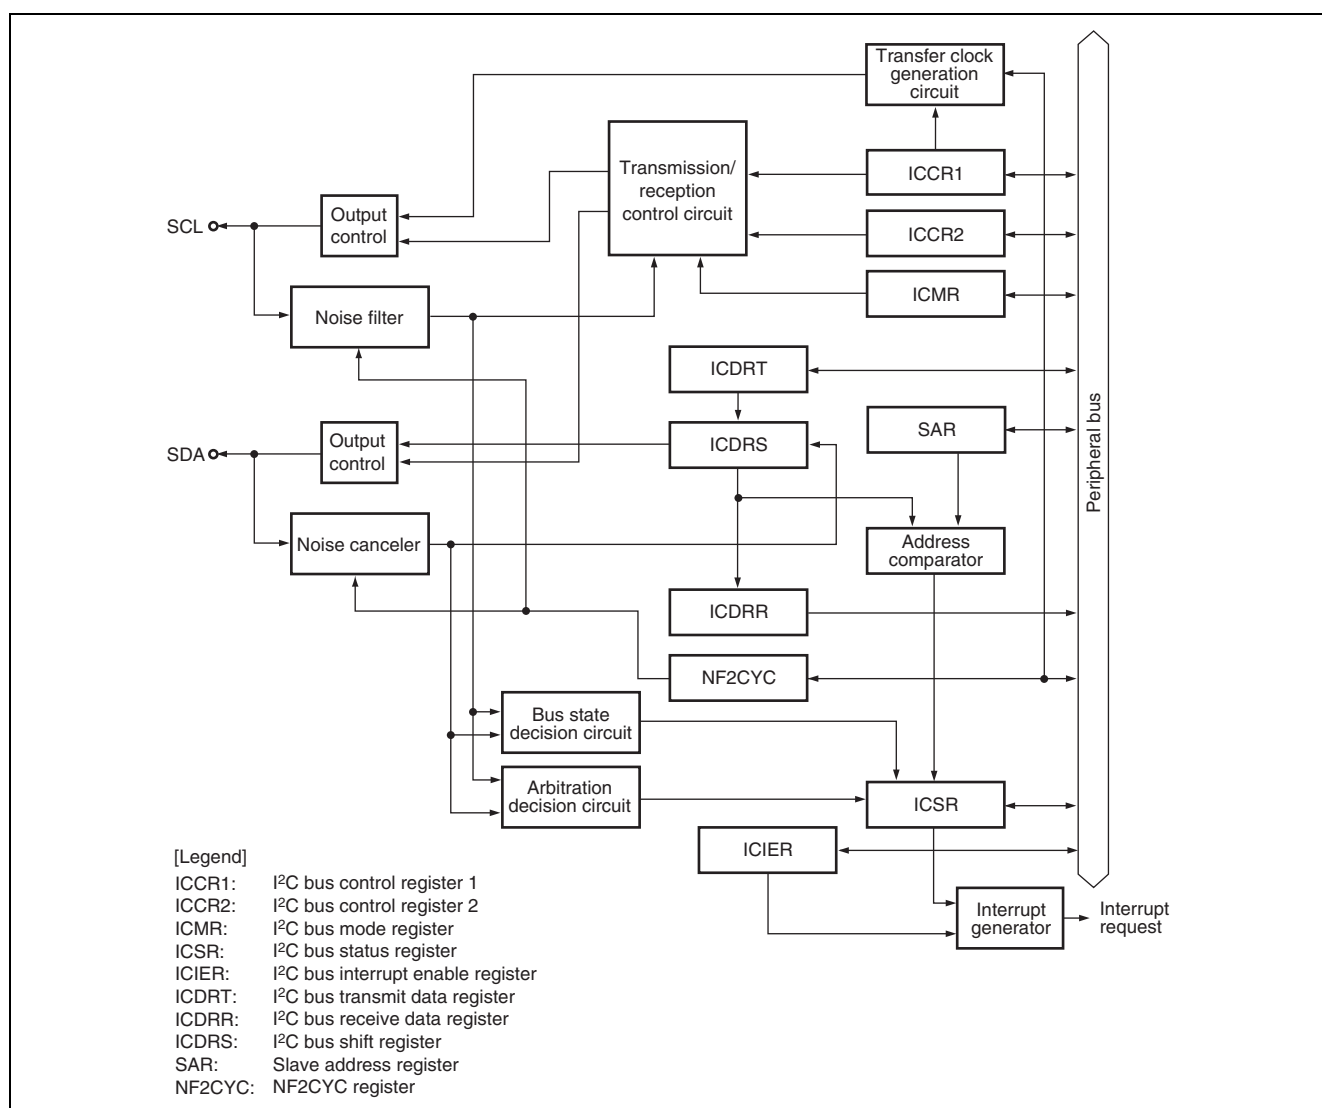 Transfer clock
generation
circuit
Transmission/
reception
control circuit
ICCR1
Output
control
SCL
ICCR2
ICMR
Noise filter
ICDRT
SAR
Output
control
ICDRS
SDA
Peripheral bus
Noise canceler
Address
comparator
ICDRR
NF2CYC
Bus state
decision circuit
Arbitration
decision circuit
ICSR
ICIER
Interrupt
generator
Interrupt
request
[Legend]
ICCR1: I²C bus control register 1
ICCR2: I²C bus control register 2
ICMR: I²C bus mode register
ICSR: I²C bus status register
ICIER: I²C bus interrupt enable register
ICDRT: I²C bus transmit data register
ICDRR: I²C bus receive data register
ICDRS: I²C bus shift register
SAR: Slave address register
NF2CYC: NF2CYC register